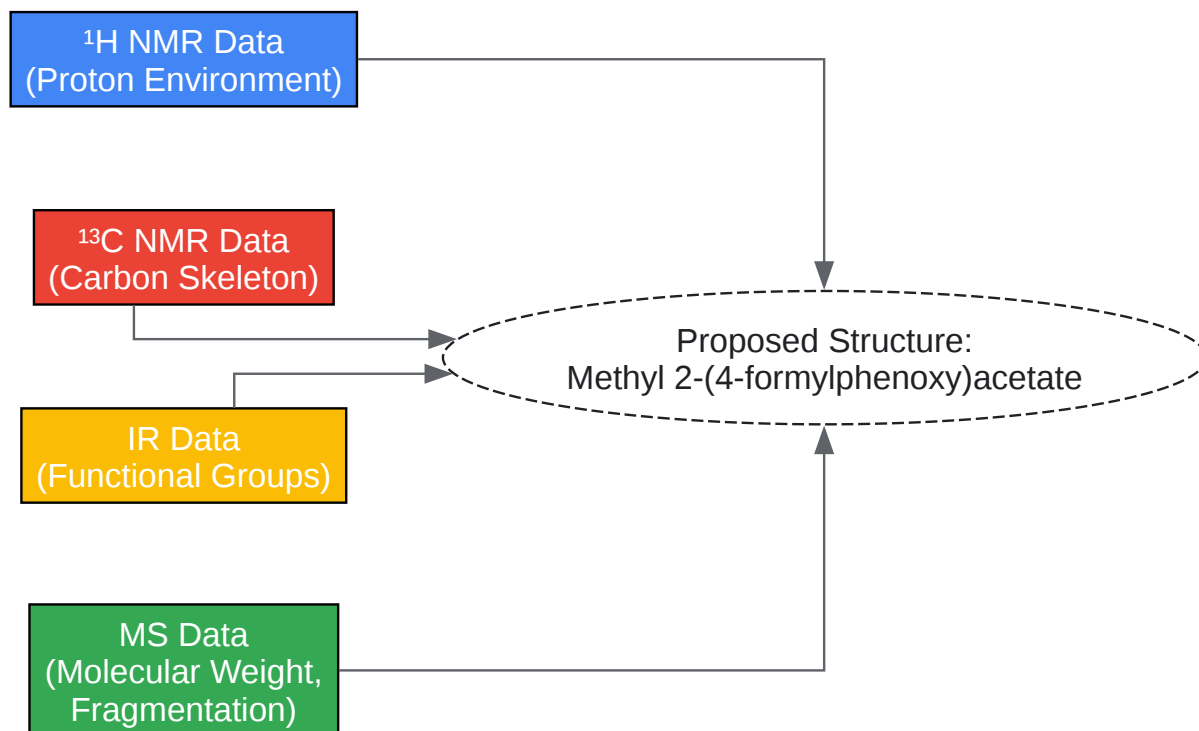 ¹H NMR Data
(Proton Environment)
¹³C NMR Data
(Carbon Skeleton)
Proposed Structure:
Methyl 2-(4-formylphenoxy)acetate
IR Data
(Functional Groups)
MS Data
(Molecular Weight,
Fragmentation)